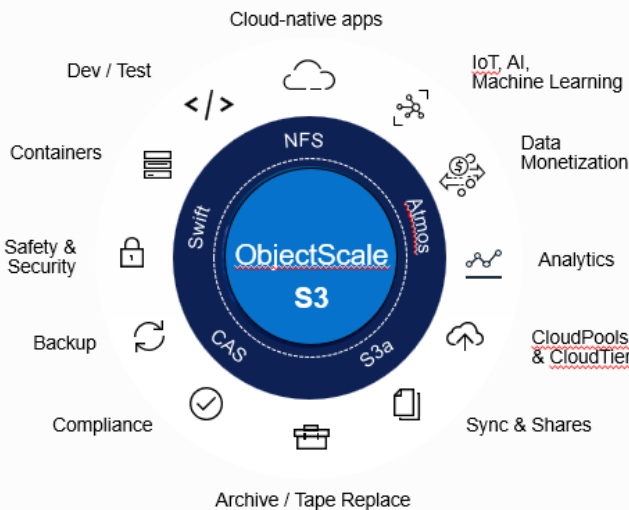 Cloud-native apps
IoT, AI,
Machine Learning
Dev / Test
Data
Monetization
Containers
Analytics
Safety &
Security
CloudPools
& CloudTier
Backup
Sync & Shares
Compliance
Archive / Tape Replace
NFS
Atmos
Swift
CAS
S3a
ObjectScale
S3